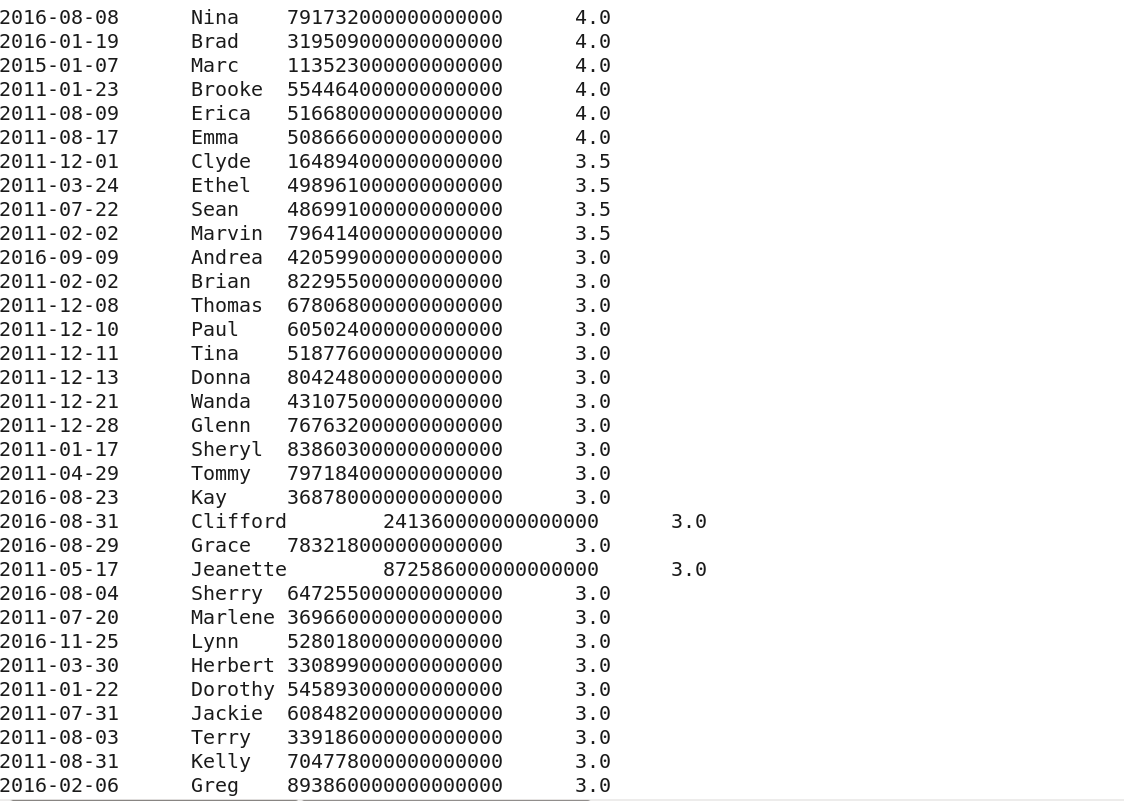 2016-08-08 Nina 791732000000000000 4.0
2016-01-19 Brad 319509000000000000 4.0
2015-01-07 Marc 113523000000000000 4.0
2011-01-23 Brooke 554464000000000000 4.0
2011-08-09 Erica 516680000000000000 4.0
2011-08-17 Emma 508666000000000000 4.0
2011-12-01 Clyde 164894000000000000 3.5
2011-03-24 Ethel 498961000000000000 3.5
2011-07-22 Sean 486991000000000000 3.5
2011-02-02 Marvin 796414000000000000 3.5
2016-09-09 Andrea 420599000000000000 3.0
2011-02-02 Brian 822955000000000000 3.0
2011-12-08 Thomas 678068000000000000 3.0
2011-12-10 Paul 605024000000000000 3.0
2011-12-11 Tina 518776000000000000 3.0
2011-12-13 Donna 804248000000000000 3.0
2011-12-21 Wanda 431075000000000000 3.0
2011-12-28 Glenn 767632000000000000 3.0
2011-01-17 Sheryl 838603000000000000 3.0
2011-04-29 Tommy 797184000000000000 3.0
2016-08-23 Kay 368780000000000000 3.0
2016-08-31 Clifford 241360000000000000 3.0
2016-08-29 Grace 783218000000000000 3.0
2011-05-17 Jeanette 872586000000000000 3.0
2016-08-04 Sherry 647255000000000000 3.0
2011-07-20 Marlene 369660000000000000 3.0
2016-11-25 Lynn 528018000000000000 3.0
2011-03-30 Herbert 330899000000000000 3.0
2011-01-22 Dorothy 545893000000000000 3.0
2011-07-31 Jackie 608482000000000000 3.0
2011-08-03 Terry 339186000000000000 3.0
2011-08-31 Kelly 704778000000000000 3.0
2016-02-06 Greg 893860000000000000 3.0